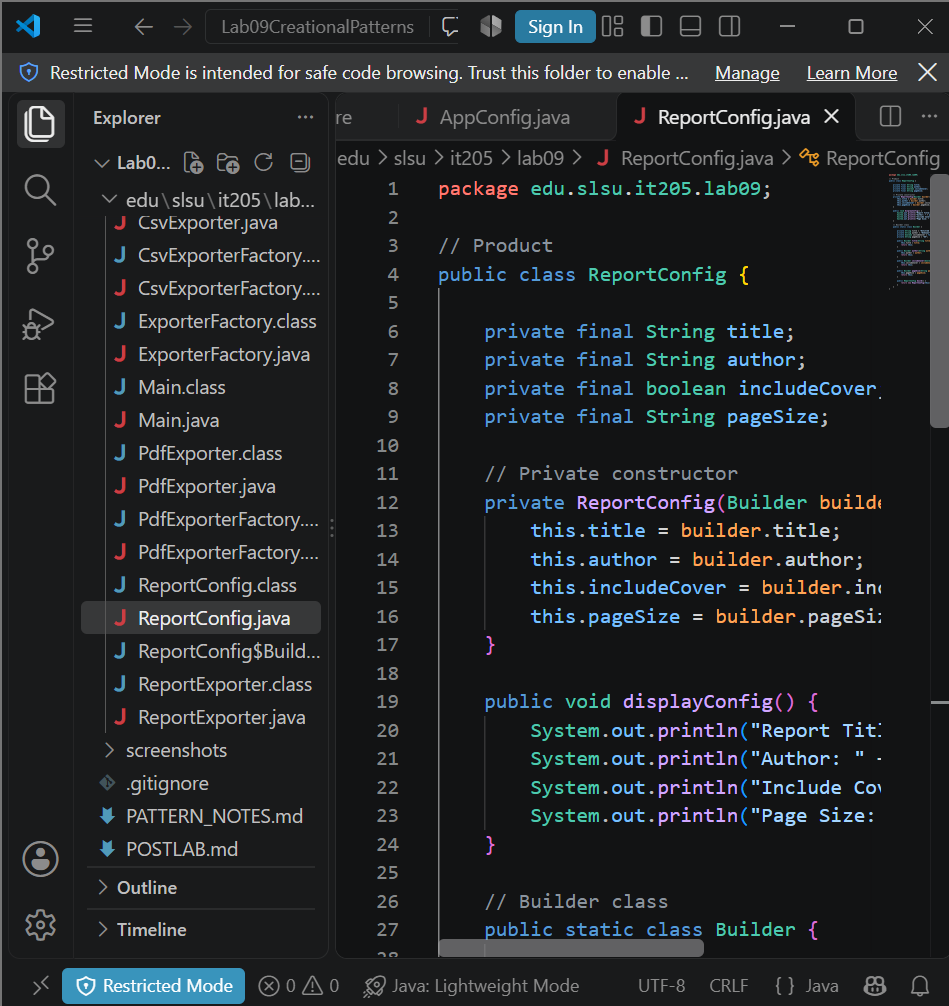 Lab09CreationalPatterns
Sign In
Restricted Mode is intended for safe code browsing. Trust this folder to enable ... Manage Learn More
Explorer
Lab0...
edu\slsu\it205\lab...
CsvExporter.java
CsvExporterFactory....
CsvExporterFactory....
ExporterFactory.class
ExporterFactory.java
Main.class
Main.java
PdfExporter.class
PdfExporter.java
PdfExporterFactory....
PdfExporterFactory....
ReportConfig.class
ReportConfig.java
ReportConfig$Build...
ReportExporter.class
ReportExporter.java
screenshots
.gitignore
PATTERN_NOTES.md
POSTLAB.md
Outline
Timeline
re
J AppConfig.java
J ReportConfig.java
edu > slsu > it205 > lab09 > J ReportConfig.java > ReportConfig
1 package edu.slsu.it205.lab09;
2
3 // Product
4 public class ReportConfig {
5
6 private final String title;
7 private final String author;
8 private final boolean includeCover
9 private final String pageSize;
10
11 // Private constructor
12 private ReportConfig(Builder builde
13 this.title = builder.title;
14 this.author = builder.author;
15 this.includeCover = builder.inc
16 this.pageSize = builder.pageSiz
17 }
18
19 public void displayConfig() {
20 System.out.println("Report Titl
21 System.out.println("Author: " +
22 System.out.println("Include Cov
23 System.out.println("Page Size:
24 }
25
26 // Builder class
27 public static class Builder {
Restricted Mode 0 0 Java: Lightweight Mode UTF-8 CRLF { } Java